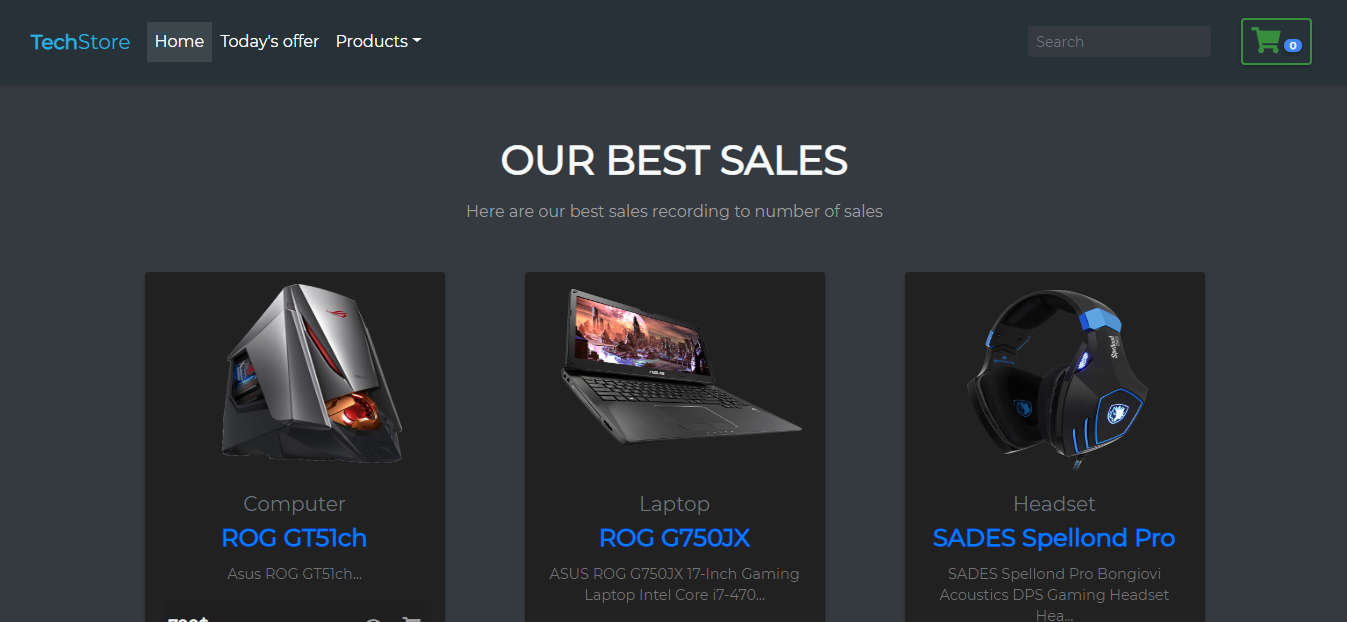 TechStore Home Today's offer Products Search 0
OUR BEST SALES
Here are our best sales recording to number of sales
Computer
ROG GT51ch
Asus ROG GT51ch...
Laptop
ROG G750JX
ASUS ROG G750JX 17-Inch Gaming
Laptop Intel Core i7-470...
Headset
SADES Spellond Pro
SADES Spellond Pro Bongiovi
Acoustics DPS Gaming Headset
Hea...